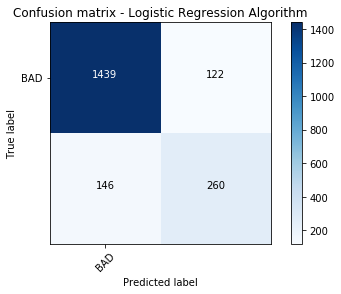 Confusion matrix - Logistic Regression Algorithm
BAD
1439 122
146 260
True label
BAD
Predicted label
1400
1200
1000
800
600
400
200